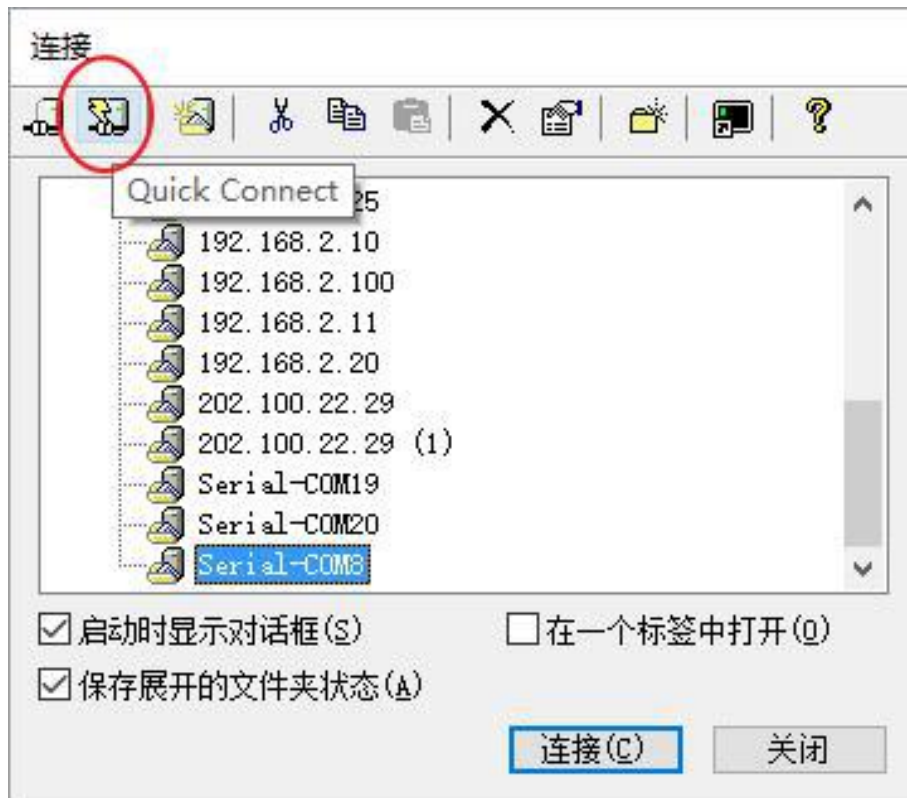 连接
Quick Connect
25
192.168.2.10
192.168.2.100
192.168.2.11
192.168.2.20
202.100.22.29
202.100.22.29 (1)
Serial-COM19
Serial-COM20
Serial-COM8
启动时显示对话框(S)
在一个标签中打开(O)
保存展开的文件夹状态(A)
连接(C)
关闭